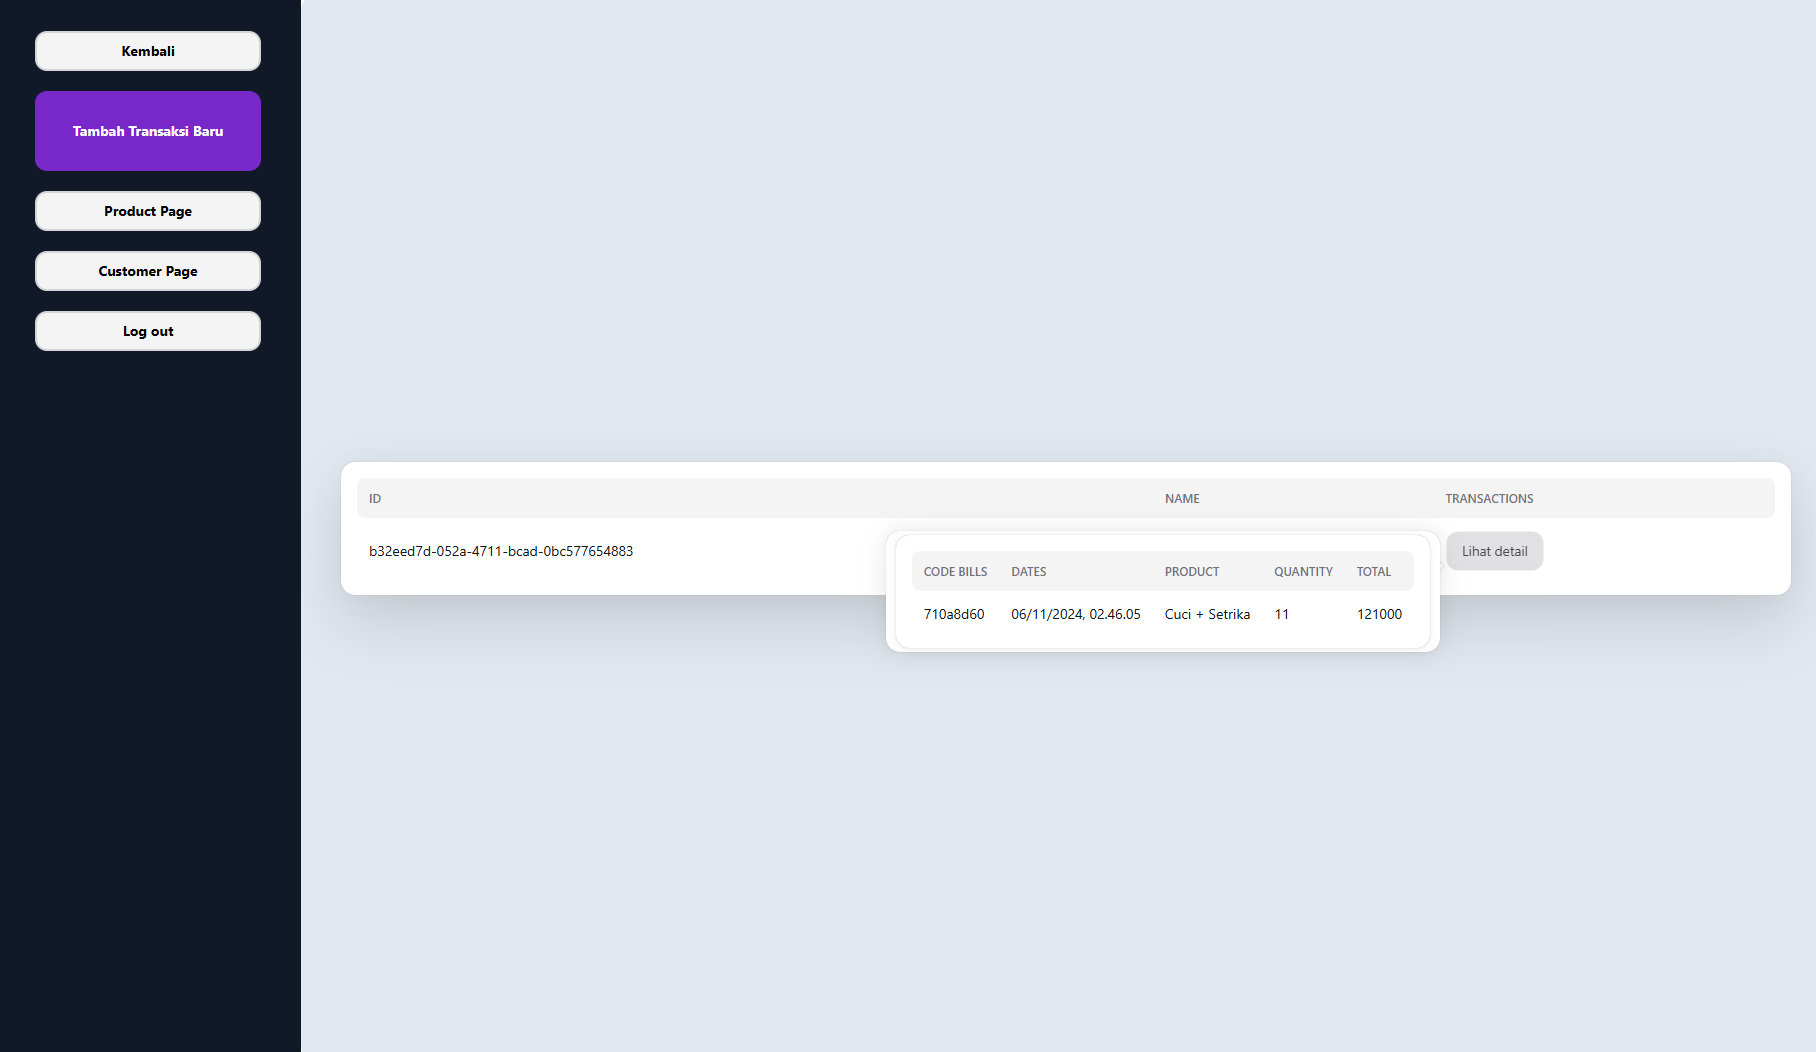 Kembali
Tambah Transaksi Baru
Product Page
Customer Page
Log out
ID NAME TRANSACTIONS
b32eed7d-052a-4711-bcad-0bc577654883 Lihat detail
CODE BILLS DATES PRODUCT QUANTITY TOTAL
710a8d60 06/11/2024, 02.46.05 Cuci + Setrika 11 121000